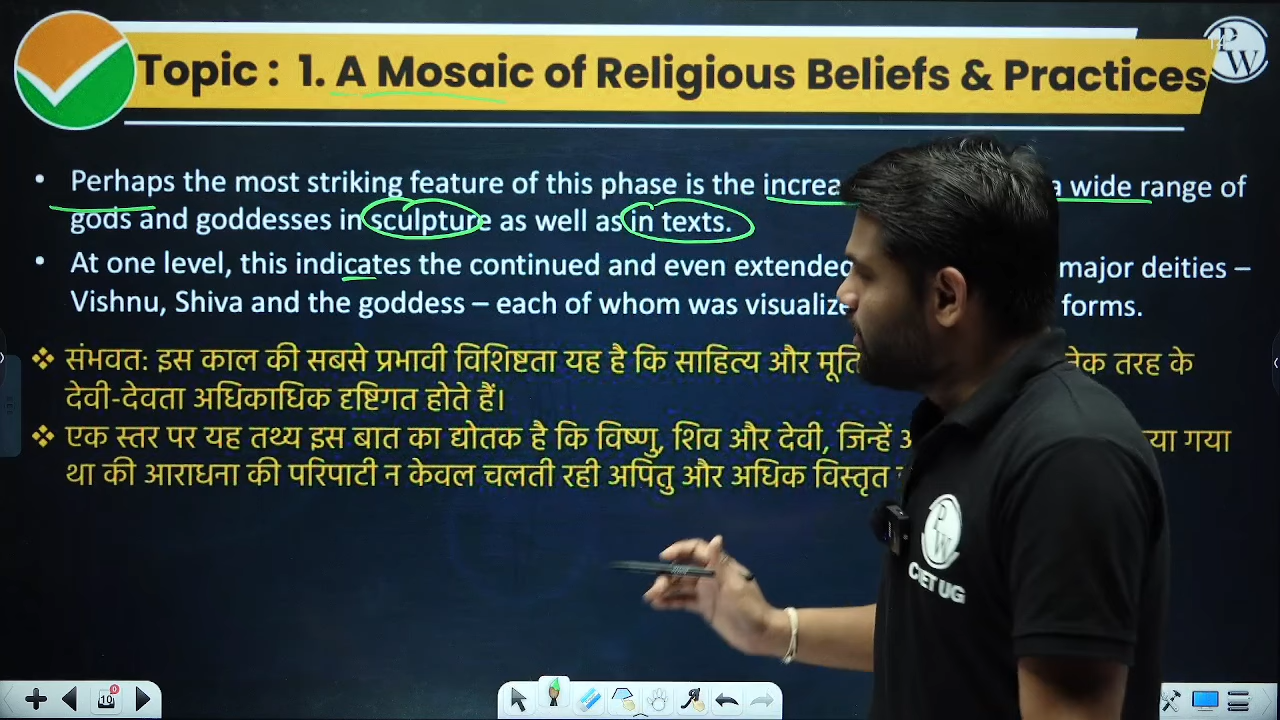 Topic : 1. A Mosaic of Religious Beliefs & Practices
14
PW
• Perhaps the most striking feature of this phase is the increa a wide range of
gods and goddesses in sculpture as well as in texts.
• At one level, this indicates the continued and even extended major deities –
Vishnu, Shiva and the goddess – each of whom was visualize forms.
❖ संभवत: इस काल की सबसे प्रभावी विशिष्टता यह है कि साहित्य और मूर्ति तरह के
देवी-देवता अधिकाधिक दृष्टिगत होते हैं।
❖ एक स्तर पर यह तथ्य इस बात का द्योतक है कि विष्णु, शिव और देवी, जिन्हें गया
था की आराधना की परिपाटी न केवल चलती रही अपितु और अधिक विस्तृत
PW
CUET UG
10
0